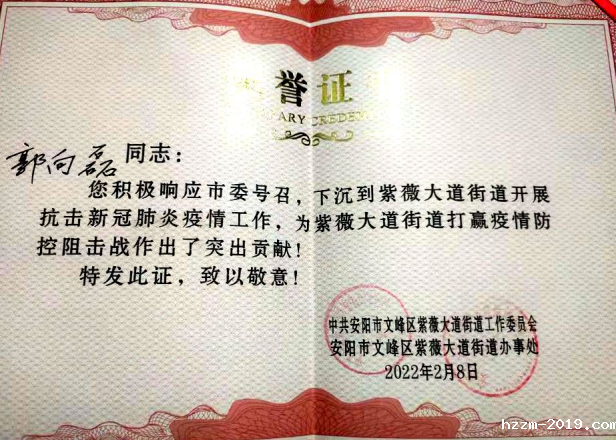 誉证
ARY CREDE
郭向磊 同志：
您积极响应市委号召，下沉到紫薇大道街道开展
抗击新冠肺炎疫情工作，为紫薇大道街道打赢疫情防
控阻击战作出了突出贡献！
特发此证，致以敬意！
中共安阳市文峰区紫薇大道街道工作委员会
安阳市文峰区紫薇大道街道办事处
2022年2月8日
hzzm-2019.com